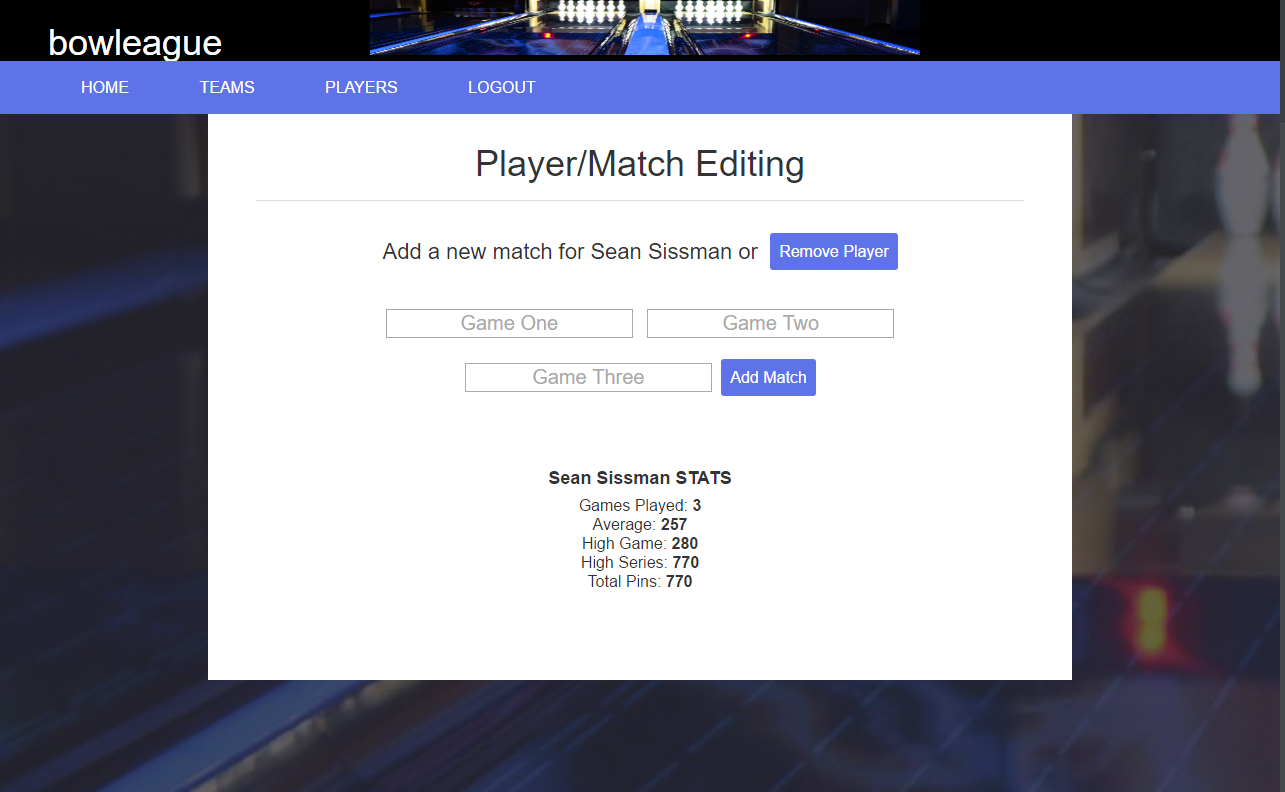 bowleague
HOME TEAMS PLAYERS LOGOUT
Player/Match Editing
Add a new match for Sean Sissman or Remove Player
Game One Game Two
Game Three Add Match
Sean Sissman STATS
Games Played: 3
Average: 257
High Game: 280
High Series: 770
Total Pins: 770